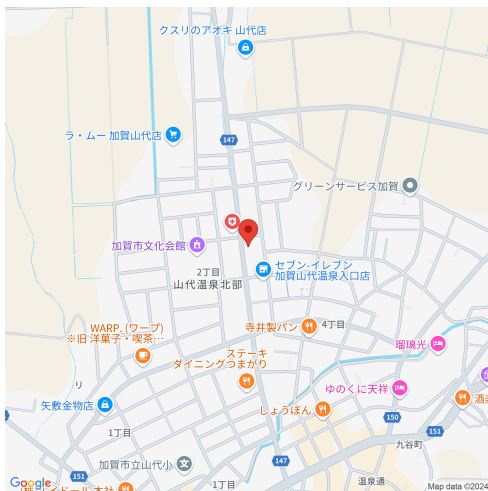 クスリのアオキ 山代店
147
ラ・ムー 加賀山代店
グリーンサービス加賀
加賀市文化会館
セブン-イレブン
加賀山代温泉入口店
2丁目
山代温泉北部
WARP. (ワープ)
※旧 洋菓子・喫茶…
寺井製パン
4丁目
瑠璃光
ステーキ
ダイニングつまがり
ゆのくに天祥
リ
矢敷金物店
しょうぼん
150
151
1丁目
九谷町
加賀市立山代小
147
151
1丁目
温泉通
Google
Map data ©2024